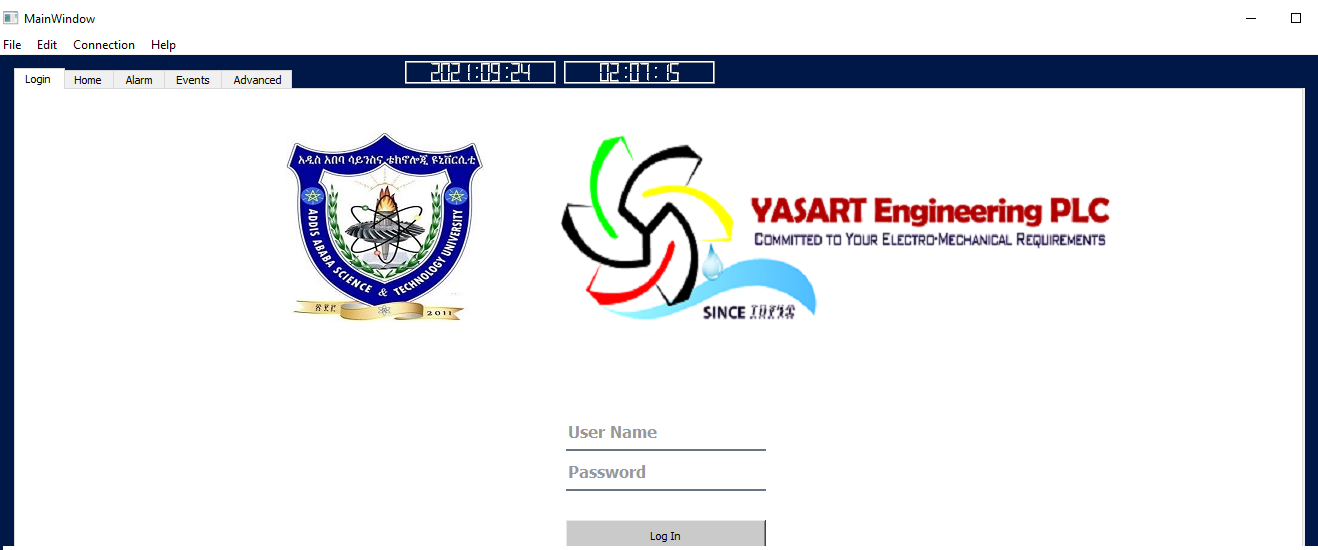 MainWindow
File Edit Connection Help
Login Home Alarm Events Advanced
2021:09:24 02:07:15
አዲስ አበባ ሳይንስና ቴክኖሎጂ ዩኒቨርሲቲ
ADDIS ABABA SCIENCE & TECHNOLOGY UNIVERSITY
2011
YASART Engineering PLC
COMMITTED TO YOUR ELECTRO-MECHANICAL REQUIREMENTS
SINCE
User Name
Password
Log In